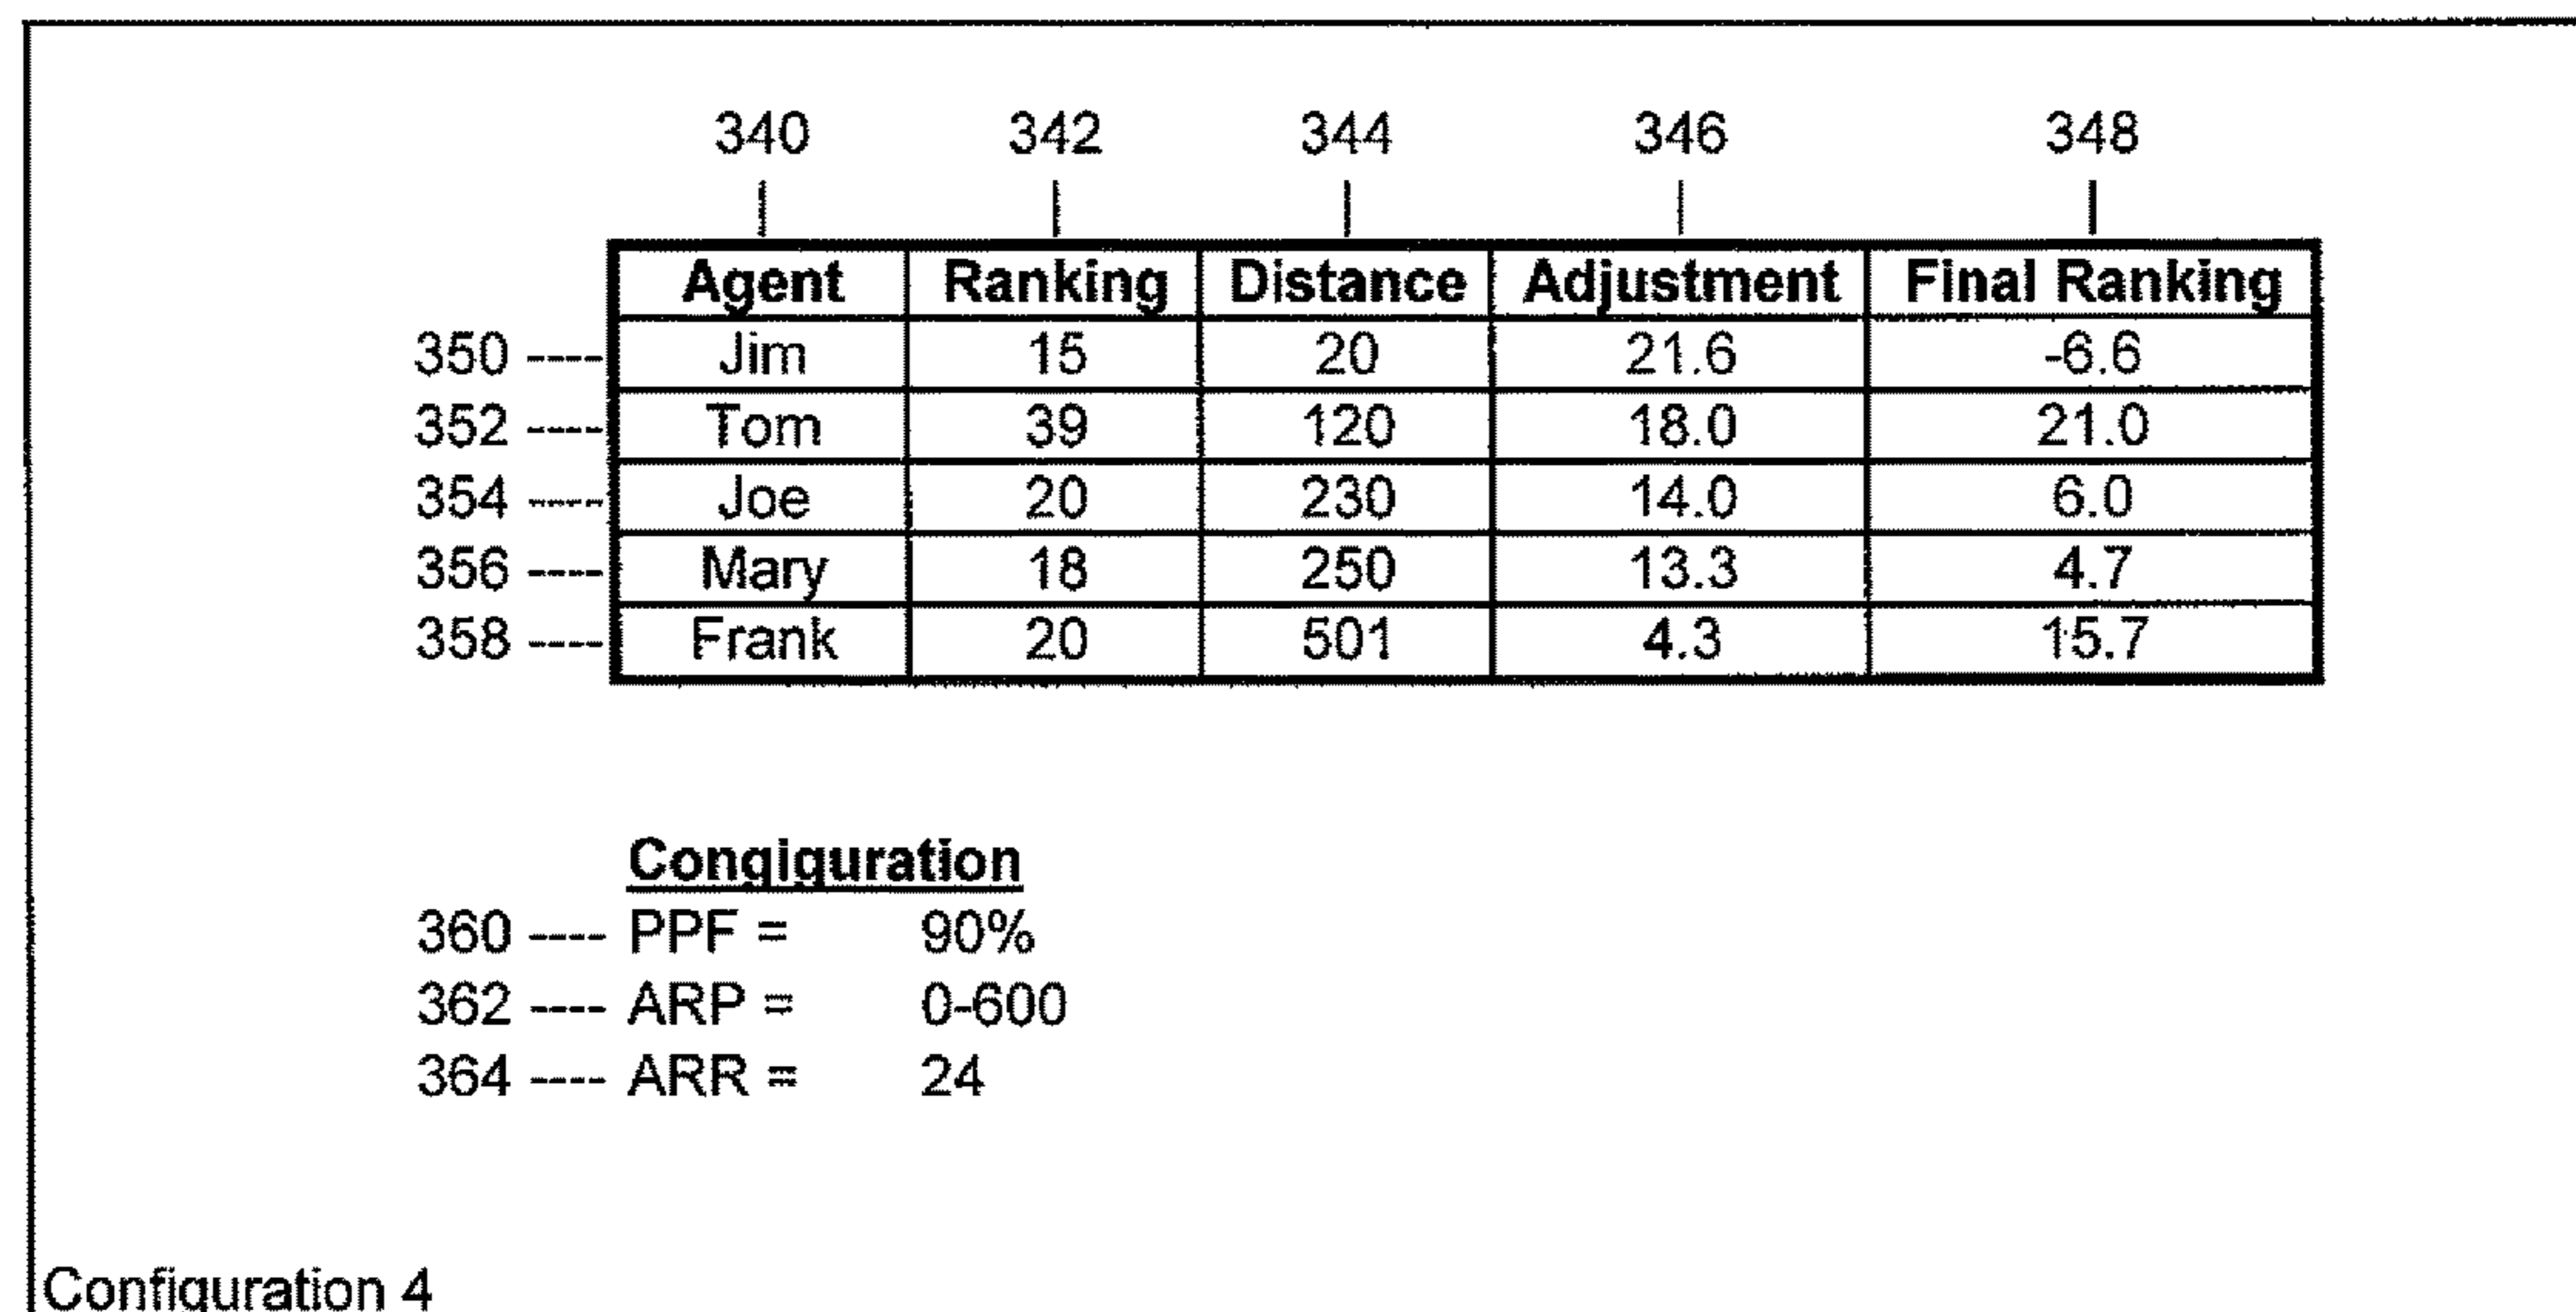 340 342 344 346 348
Agent Ranking Distance Adjustment Final Ranking
350 ---- Jim 15 20 21.6 -6.6
352 ---- Tom 39 120 18.0 21.0
354 ---- Joe 20 230 14.0 6.0
356 ---- Mary 18 250 13.3 4.7
358 ---- Frank 20 501 4.3 15.7
Congiguration
360 ---- PPF = 90%
362 ---- ARP = 0-600
364 ---- ARR = 24
Configuration 4